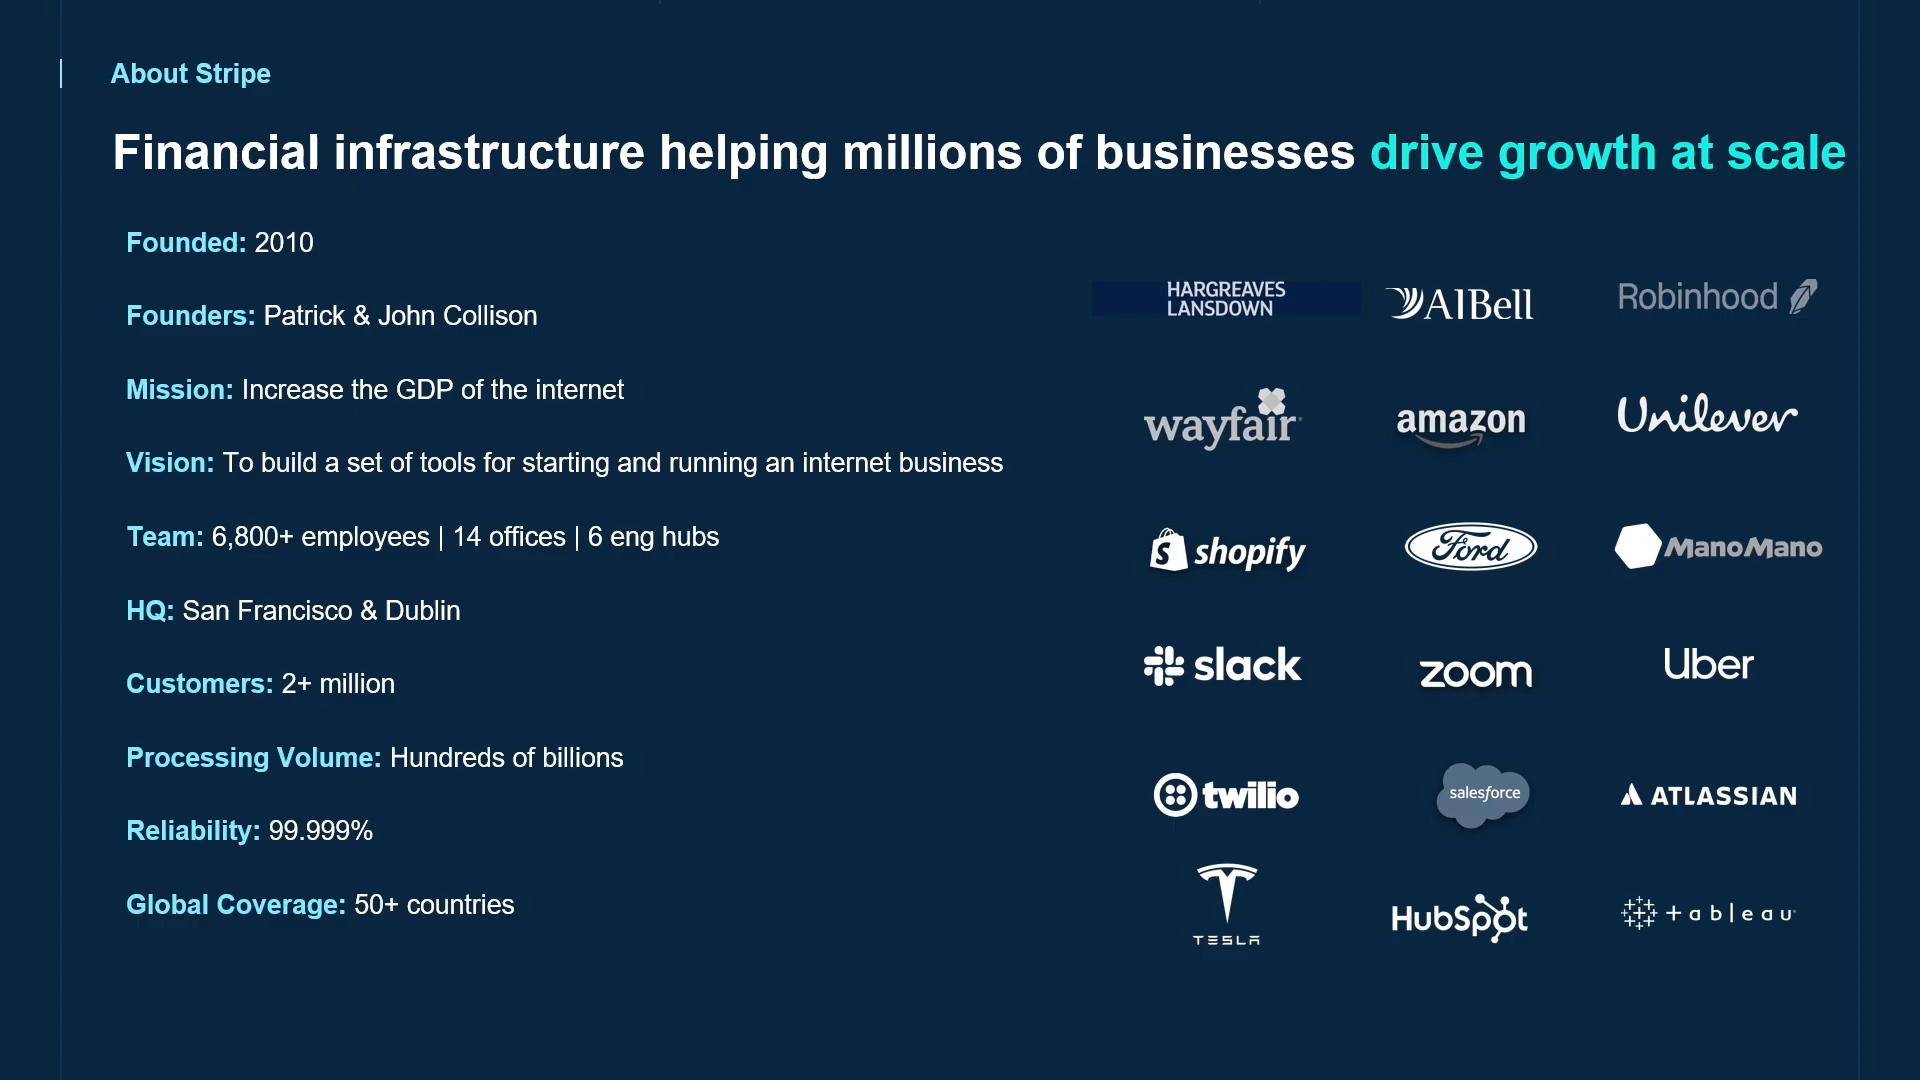 About Stripe
Financial infrastructure helping millions of businesses drive growth at scale
Founded: 2010
Founders: Patrick & John Collison
Mission: Increase the GDP of the internet
Vision: To build a set of tools for starting and running an internet business
Team: 6,800+ employees | 14 offices | 6 eng hubs
HQ: San Francisco & Dublin
Customers: 2+ million
Processing Volume: Hundreds of billions
Reliability: 99.999%
Global Coverage: 50+ countries
HARGREAVES
LANSDOWN
AJBell
Robinhood
wayfair
amazon
Unilever
shopify
Ford
ManoMano
slack
zoom
Uber
twilio
salesforce
ATLASSIAN
TESLA
HubSpot
+ableau